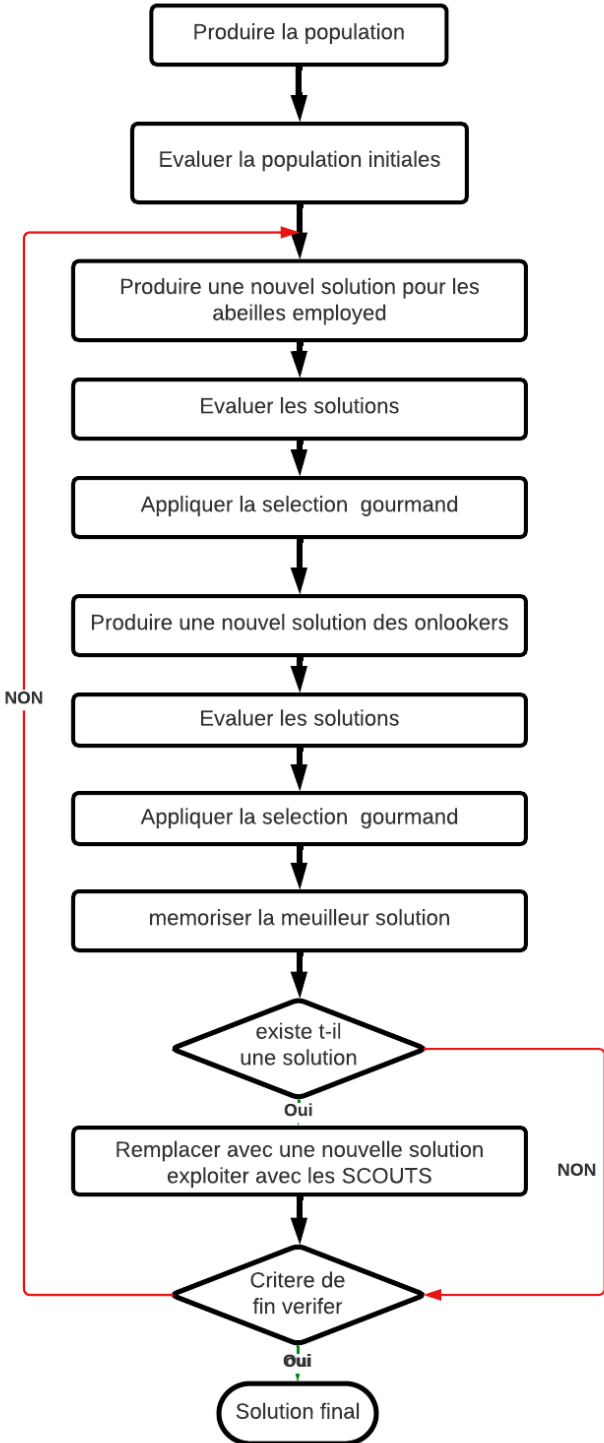 Produire la population
Evaluer la population initiales
Produire une nouvel solution pour les
abeilles employed
Evaluer les solutions
Appliquer la selection gourmand
Produire une nouvel solution des onlookers
NON
Evaluer les solutions
Appliquer la selection gourmand
memoriser la meuilleur solution
existe t-il
une solution
Oui
Remplacer avec une nouvelle solution
exploiter avec les SCOUTS
NON
Critere de
fin verifer
Oui
Solution final